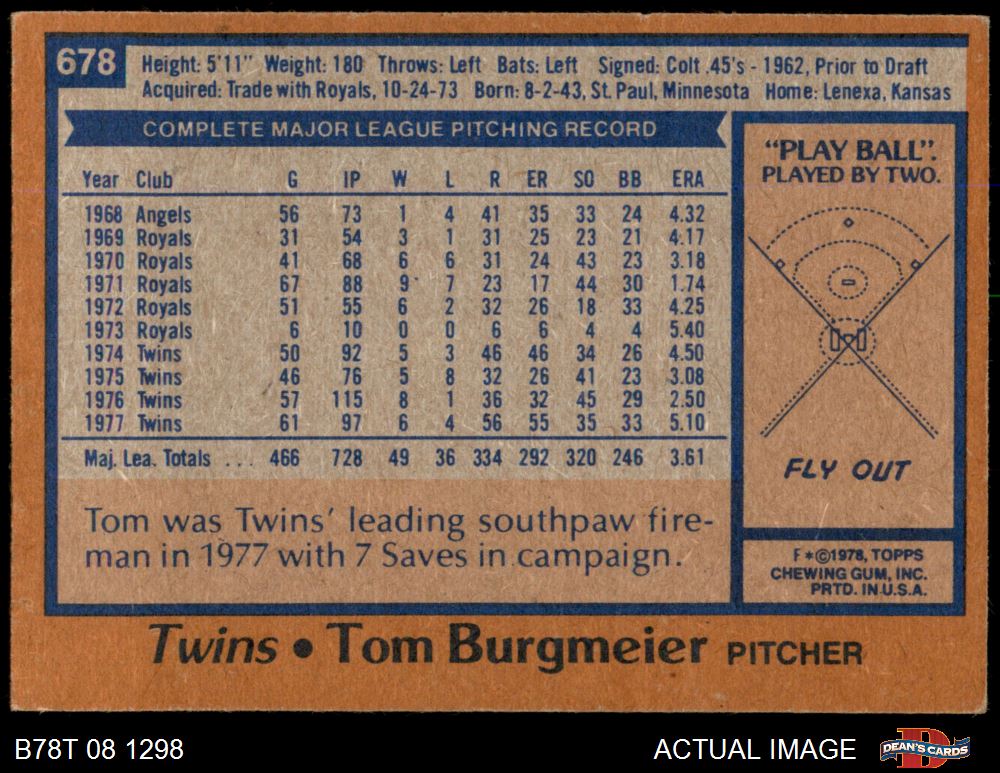 678
Height: 5'11" Weight: 180 Throws: Left Bats: Left Signed: Colt .45's - 1962, Prior to Draft
Acquired: Trade with Royals, 10-24-73 Born: 8-2-43, St. Paul, Minnesota Home: Lenexa, Kansas
COMPLETE MAJOR LEAGUE PITCHING RECORD
Year Club G IP W L R ER SO BB ERA
1968 Angels 56 73 1 4 41 35 33 24 4.32
1969 Royals 31 54 3 1 31 25 23 21 4.17
1970 Royals 41 68 6 6 31 24 43 23 3.18
1971 Royals 67 88 9 7 23 17 44 30 1.74
1972 Royals 51 55 6 2 32 26 18 33 4.25
1973 Royals 6 10 0 0 6 6 4 4 5.40
1974 Twins 50 92 5 3 46 46 34 26 4.50
1975 Twins 46 76 5 8 32 26 41 23 3.08
1976 Twins 57 115 8 1 36 32 45 29 2.50
1977 Twins 61 97 6 4 56 55 35 33 5.10
Maj. Lea. Totals ... 466 728 49 36 334 292 320 246 3.61
Tom was Twins' leading southpaw fire-
man in 1977 with 7 Saves in campaign.
"PLAY BALL".
PLAYED BY TWO.
FLY OUT
F*©1978, TOPPS
CHEWING GUM, INC.
PRTD. IN U.S.A.
Twins • Tom Burgmeier PITCHER
B78T 08 1298
ACTUAL IMAGE
DEAN'S CARDS